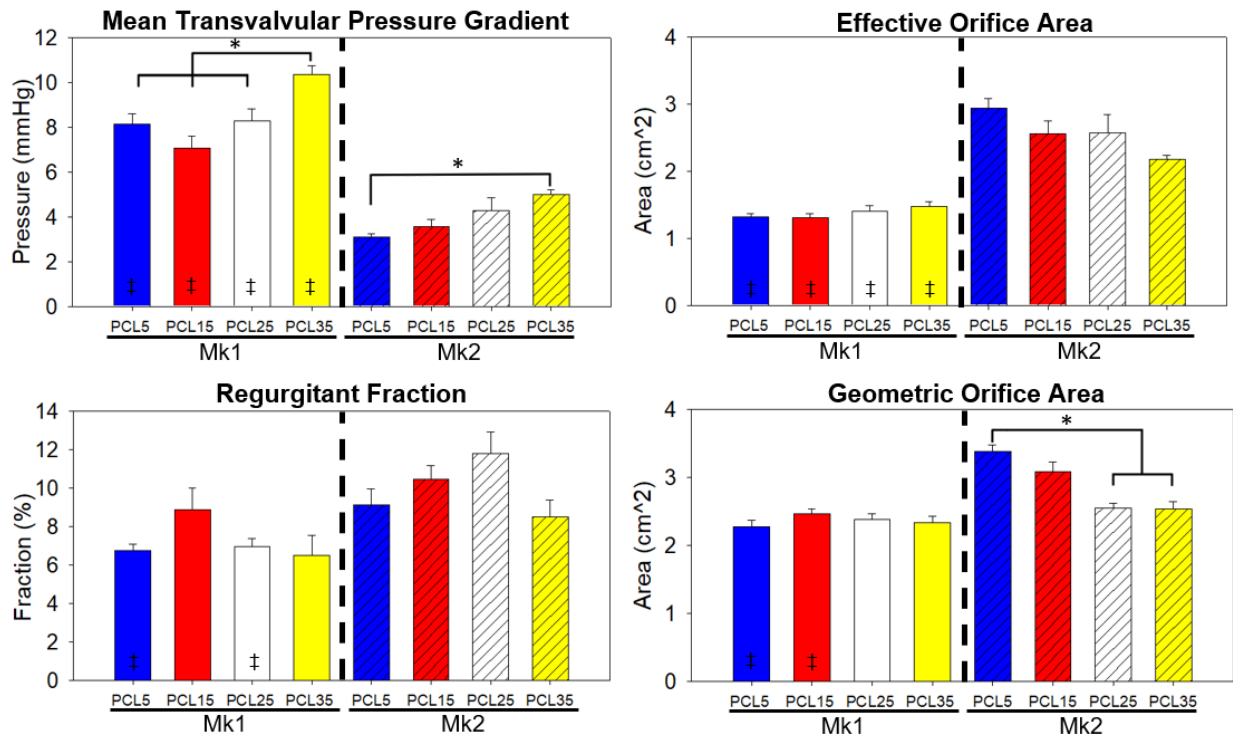 Mean Transvalvular Pressure Gradient
Pressure (mmHg)
12
10
8
6
4
2
0
*
*
‡ ‡ ‡ ‡
PCL5 PCL15 PCL25 PCL35 PCL5 PCL15 PCL25 PCL35
Mk1 Mk2
Effective Orifice Area
Area (cm^2)
4
3
2
1
0
‡ ‡ ‡ ‡
PCL5 PCL15 PCL25 PCL35 PCL5 PCL15 PCL25 PCL35
Mk1 Mk2
Regurgitant Fraction
Fraction (%)
14
12
10
8
6
4
2
0
‡ ‡
PCL5 PCL15 PCL25 PCL35 PCL5 PCL15 PCL25 PCL35
Mk1 Mk2
Geometric Orifice Area
Area (cm^2)
4
3
2
1
0
*
‡ ‡
PCL5 PCL15 PCL25 PCL35 PCL5 PCL15 PCL25 PCL35
Mk1 Mk2